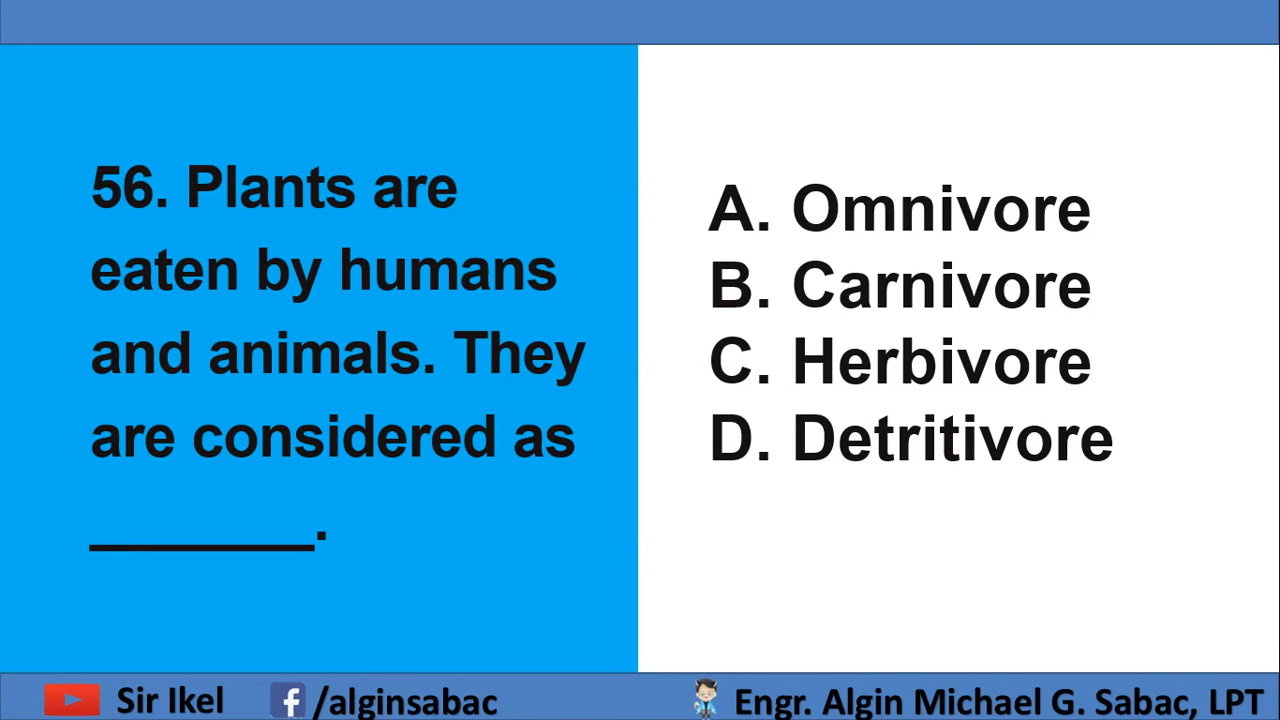 56. Plants are
eaten by humans
and animals. They
are considered as
_______.
A. Omnivore
B. Carnivore
C. Herbivore
D. Detritivore
Sir Ikel
/alginsabac
Engr. Algin Michael G. Sabac, LPT